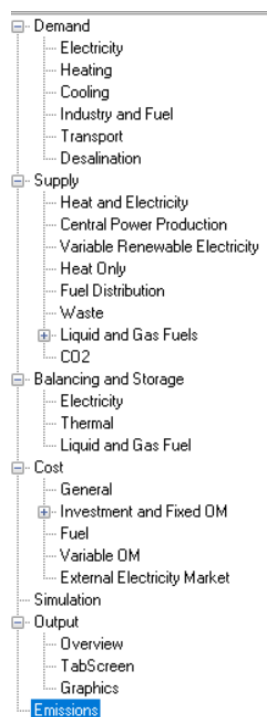 Demand
Electricity
Heating
Cooling
Industry and Fuel
Transport
Desalination
Supply
Heat and Electricity
Central Power Production
Variable Renewable Electricity
Heat Only
Fuel Distribution
Waste
Liquid and Gas Fuels
CO2
Balancing and Storage
Electricity
Thermal
Liquid and Gas Fuel
Cost
General
Investment and Fixed OM
Fuel
Variable OM
External Electricity Market
Simulation
Output
Overview
TabScreen
Graphics
Emissions